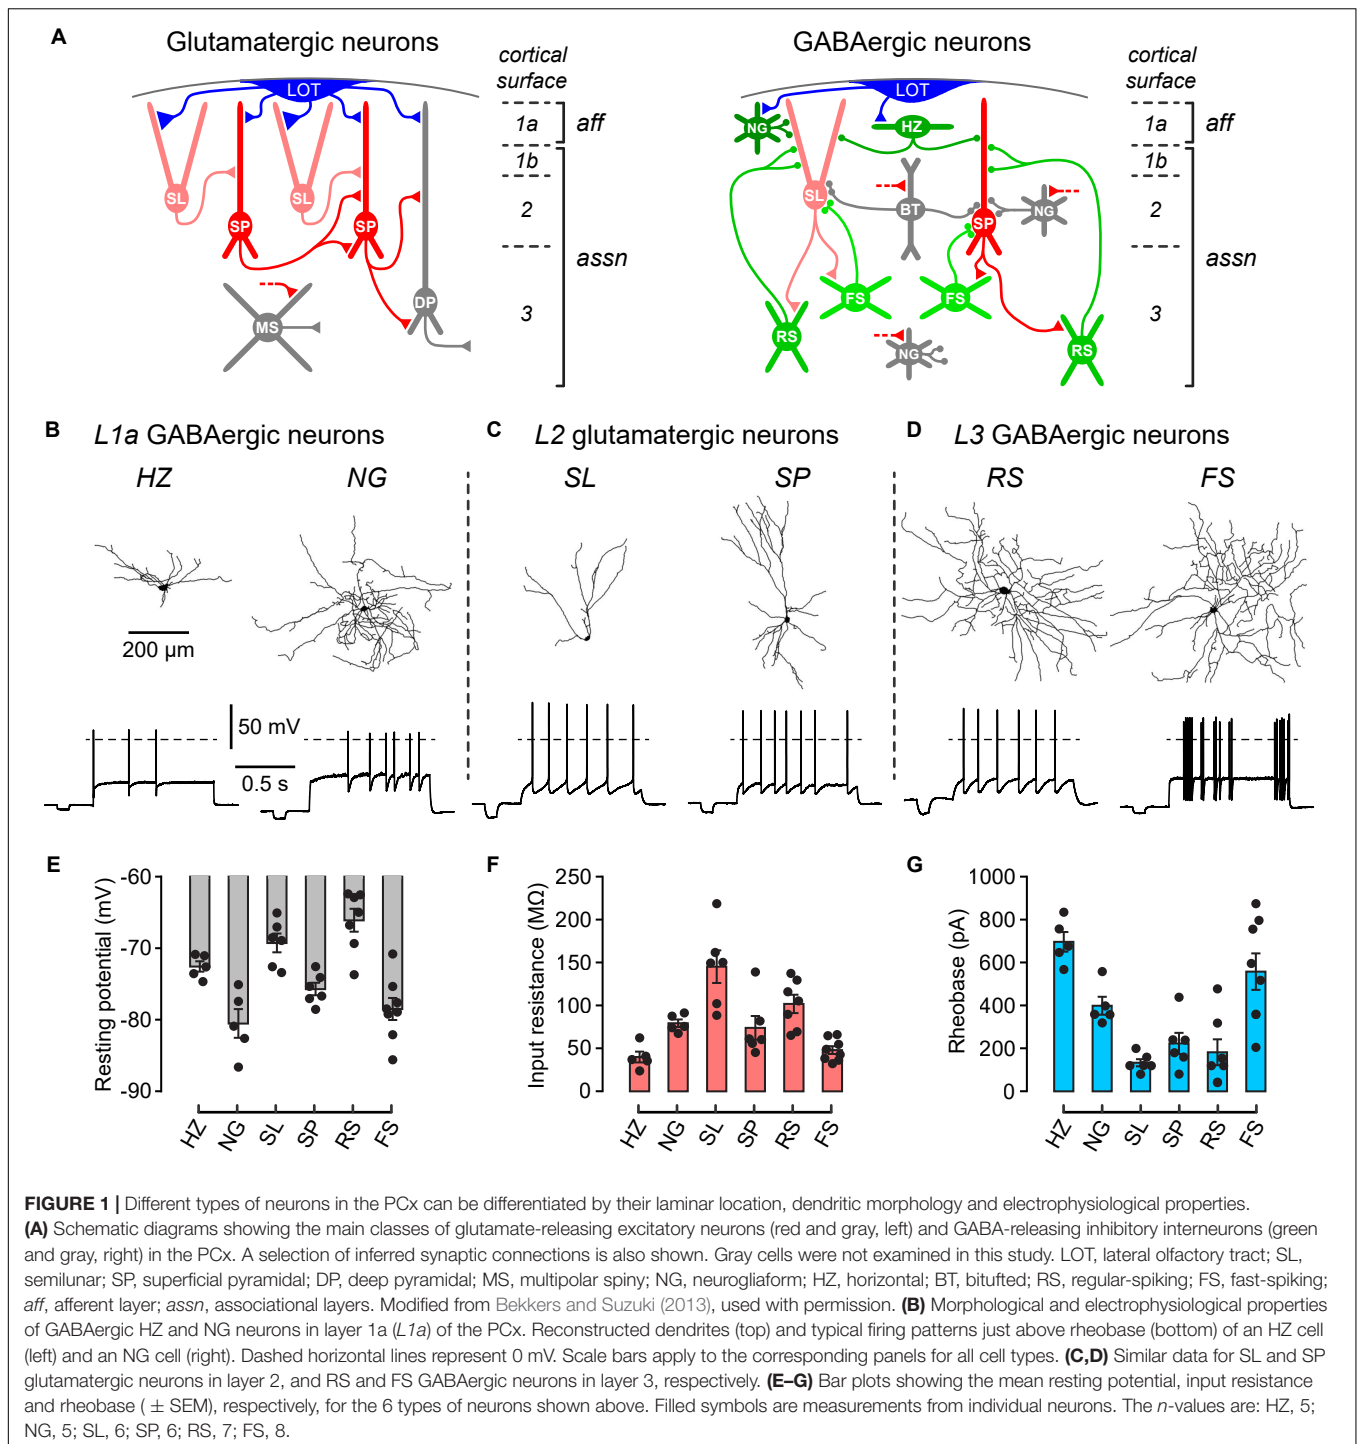 A
Glutamatergic neurons
GABAergic neurons
cortical
surface
cortical
surface
LOT
LOT
1a
aff
1a
aff
NG
HZ
1b
1b
SL
SL
SL
BT
NG
2
2
SP
SP
SP
assn
assn
DP
FS
FS
MS
3
3
RS
NG
RS
B
L1a GABAergic neurons
C
L2 glutamatergic neurons
D
L3 GABAergic neurons
HZ
NG
SL
SP
RS
FS
200 µm
50 mV
0.5 s
E
Resting potential (mV)
-60
-70
-80
-90
HZ
NG
SL
SP
RS
FS
F
Input resistance (MΩ)
250
200
150
100
50
0
HZ
NG
SL
SP
RS
FS
G
Rheobase (pA)
1000
800
600
400
200
0
HZ
NG
SL
SP
RS
FS
FIGURE 1 | Different types of neurons in the PCx can be differentiated by their laminar location, dendritic morphology and electrophysiological properties.
(A) Schematic diagrams showing the main classes of glutamate-releasing excitatory neurons (red and gray, left) and GABA-releasing inhibitory interneurons (green
and gray, right) in the PCx. A selection of inferred synaptic connections is also shown. Gray cells were not examined in this study. LOT, lateral olfactory tract; SL,
semilunar; SP, superficial pyramidal; DP, deep pyramidal; MS, multipolar spiny; NG, neurogliaform; HZ, horizontal; BT, bitufted; RS, regular-spiking; FS, fast-spiking;
aff, afferent layer; assn, associational layers. Modified from Bekkers and Suzuki (2013), used with permission. (B) Morphological and electrophysiological properties
of GABAergic HZ and NG neurons in layer 1a (L1a) of the PCx. Reconstructed dendrites (top) and typical firing patterns just above rheobase (bottom) of an HZ cell
(left) and an NG cell (right). Dashed horizontal lines represent 0 mV. Scale bars apply to the corresponding panels for all cell types. (C,D) Similar data for SL and SP
glutamatergic neurons in layer 2, and RS and FS GABAergic neurons in layer 3, respectively. (E–G) Bar plots showing the mean resting potential, input resistance
and rheobase ( ± SEM), respectively, for the 6 types of neurons shown above. Filled symbols are measurements from individual neurons. The n-values are: HZ, 5;
NG, 5; SL, 6; SP, 6; RS, 7; FS, 8.